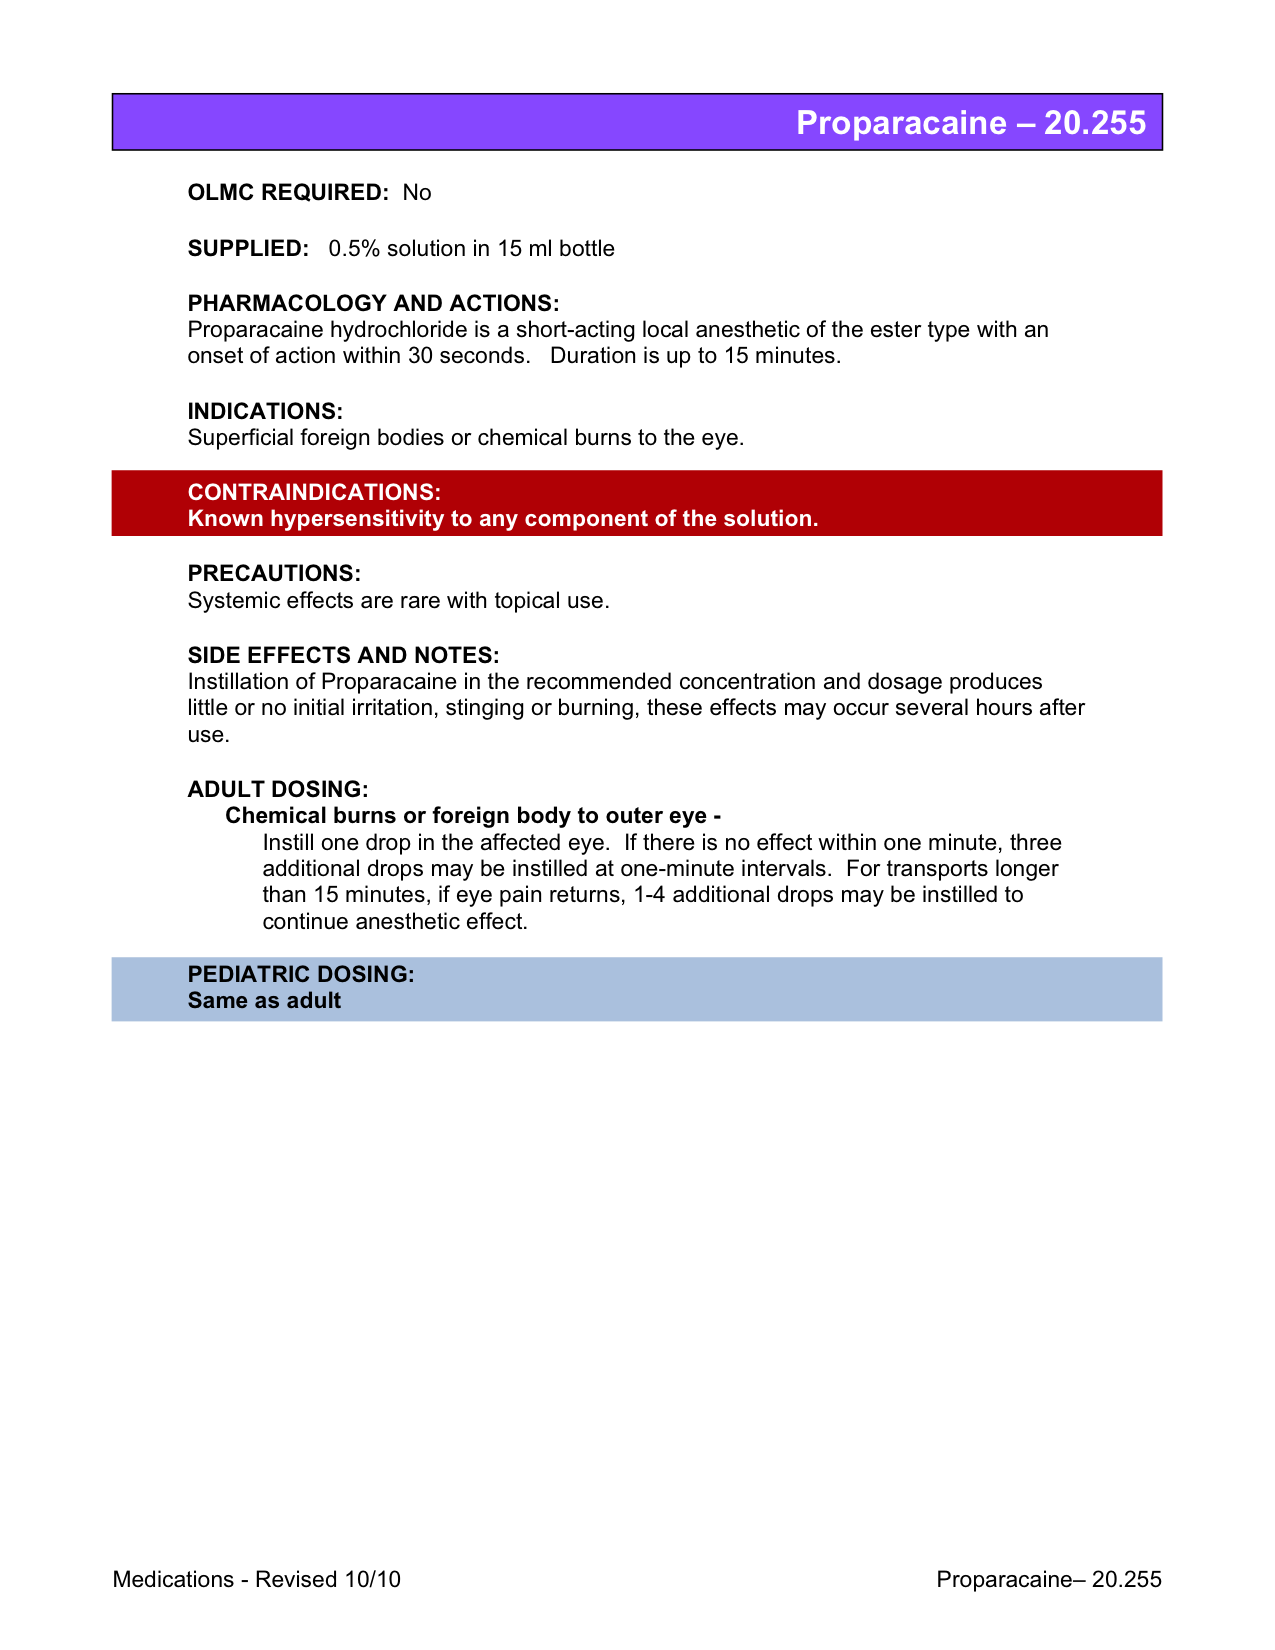 Proparacaine – 20.255
OLMC REQUIRED: No
SUPPLIED: 0.5% solution in 15 ml bottle
PHARMACOLOGY AND ACTIONS:
Proparacaine hydrochloride is a short-acting local anesthetic of the ester type with an
onset of action within 30 seconds. Duration is up to 15 minutes.
INDICATIONS:
Superficial foreign bodies or chemical burns to the eye.
CONTRAINDICATIONS:
Known hypersensitivity to any component of the solution.
PRECAUTIONS:
Systemic effects are rare with topical use.
SIDE EFFECTS AND NOTES:
Instillation of Proparacaine in the recommended concentration and dosage produces
little or no initial irritation, stinging or burning, these effects may occur several hours after
use.
ADULT DOSING:
Chemical burns or foreign body to outer eye -
Instill one drop in the affected eye. If there is no effect within one minute, three
additional drops may be instilled at one-minute intervals. For transports longer
than 15 minutes, if eye pain returns, 1-4 additional drops may be instilled to
continue anesthetic effect.
PEDIATRIC DOSING:
Same as adult
Medications - Revised 10/10
Proparacaine– 20.255